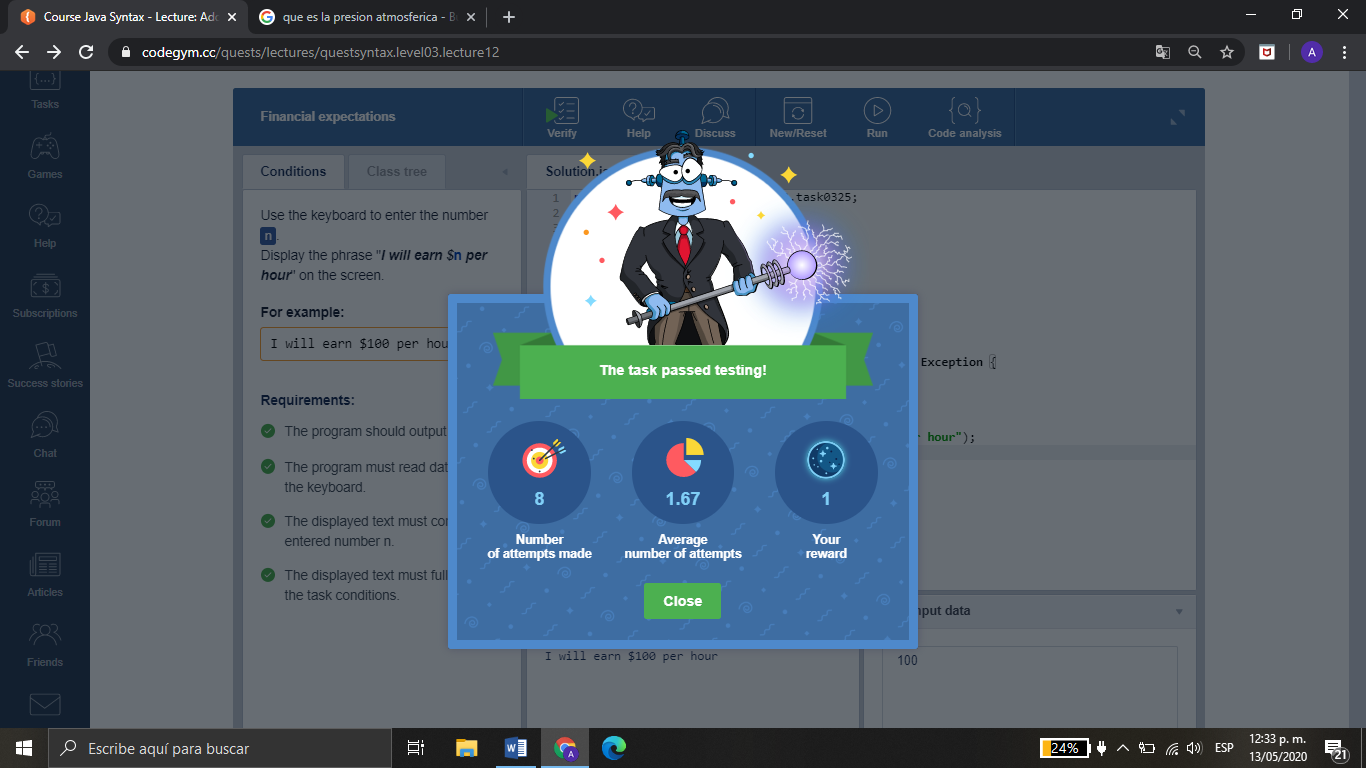 Course Java Syntax - Lecture: Add
que es la presion atmosferica - B
codegym.cc/quests/lectures/questsyntax.level03.lecture12
A
{...}
Tasks
Games
Help
Subscriptions
Success stories
Chat
Forum
Articles
Friends
Financial expectations
Verify
Help
Discuss
New/Reset
Run
Code analysis
Conditions
Class tree
Use the keyboard to enter the number
n.
Display the phrase "I will earn $n per
hour" on the screen.
For example:
I will earn $100 per hou
Requirements:
The program should output
The program must read dat
the keyboard.
The displayed text must con
entered number n.
The displayed text must full
the task conditions.
Solution.j
1
2
.task0325;
Exception {
hour");
The task passed testing!
8
Number
of attempts made
1.67
Average
number of attempts
1
Your
reward
Close
I will earn $100 per hour
nput data
100
Escribe aquí para buscar
A
24%
ESP
12:33 p. m.
13/05/2020
21